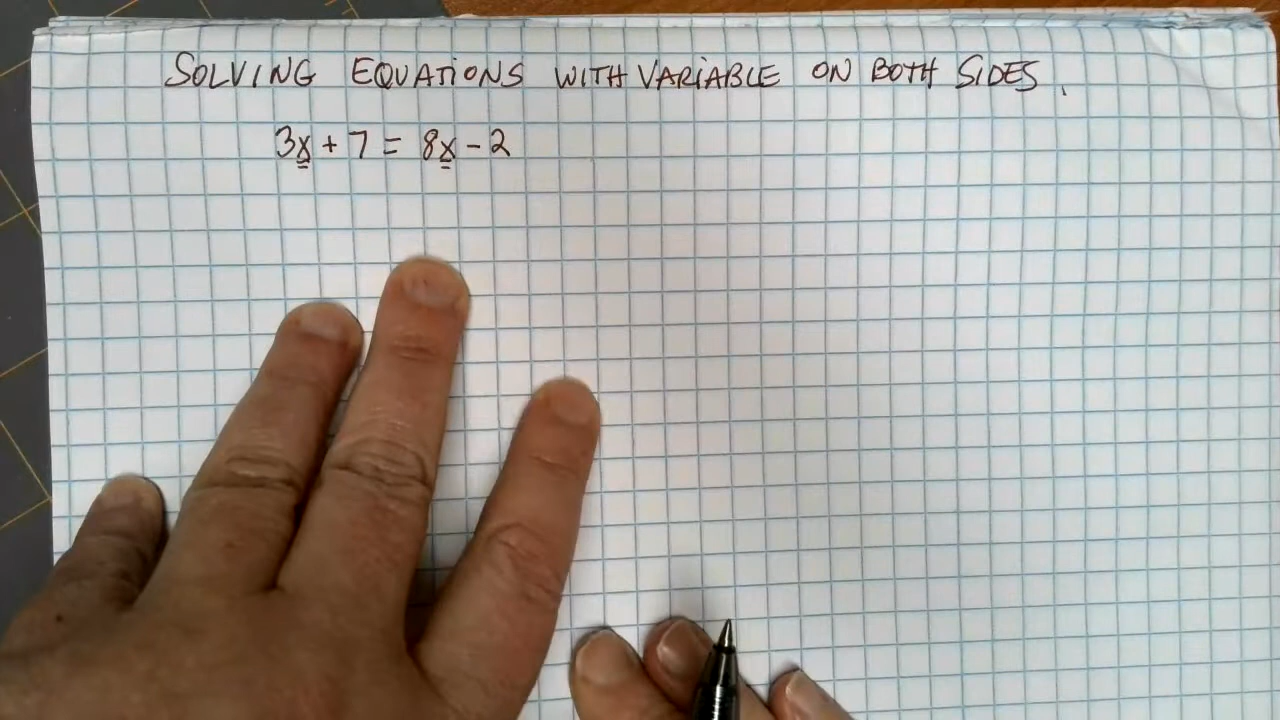 SOLVING EQUATIONS WITH VARIABLE ON BOTH SIDES.
3x + 7 = 8x - 2